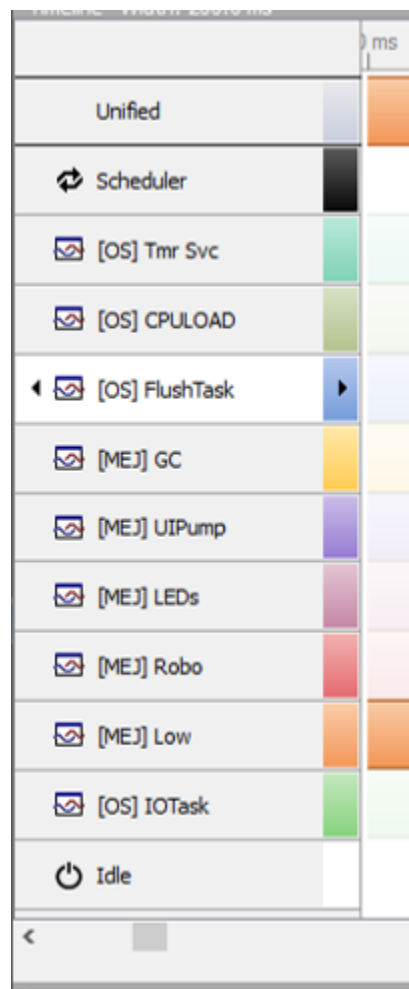 ms
Unified
Scheduler
[OS] Tmr Svc
[OS] CPULOAD
[OS] FlushTask
[MEJ] GC
[MEJ] UIPump
[MEJ] LEDs
[MEJ] Robo
[MEJ] Low
[OS] IOTask
Idle